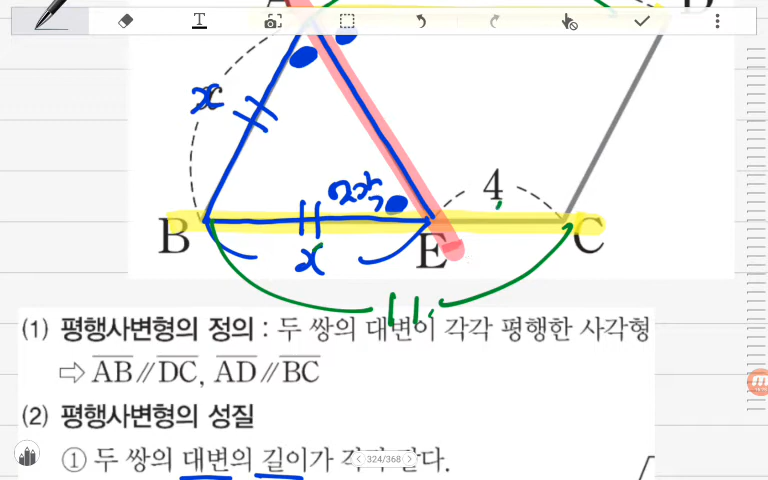 T
x
엇각
4
B
x
E
C
11
(1) 평행사변형의 정의 : 두 쌍의 대변이 각각 평행한 사각형
⇨ AB∥DC, AD∥BC
(2) 평행사변형의 성질
① 두 쌍의 대변의 길이가 각각 같다.
324/368